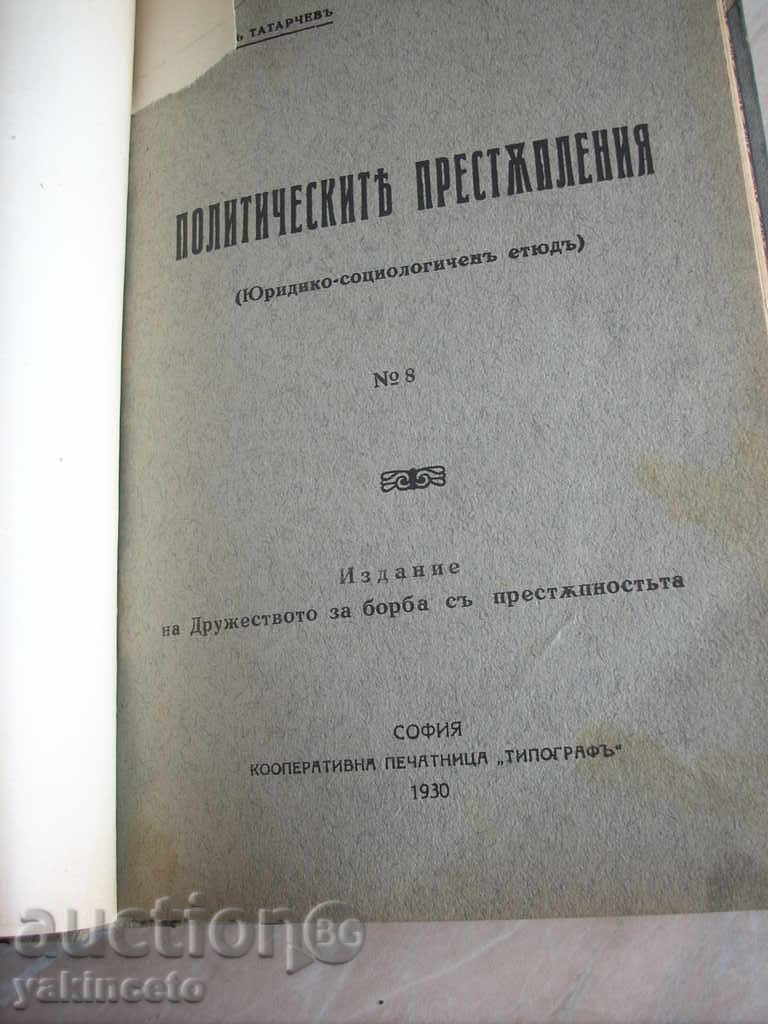 ъ ТАТАРЧЕВЪ
ПОЛИТИЧЕСКИТѢ ПРЕСТѪПЛЕНИЯ
(Юридико-социологиченъ етюдъ)
№ 8
Издание
на Дружеството за борба съ престѫпностьта
СОФИЯ
КООПЕРАТИВНА ПЕЧАТНИЦА „ТИПОГРАФЪ“
1930
auction BG
yakinceto